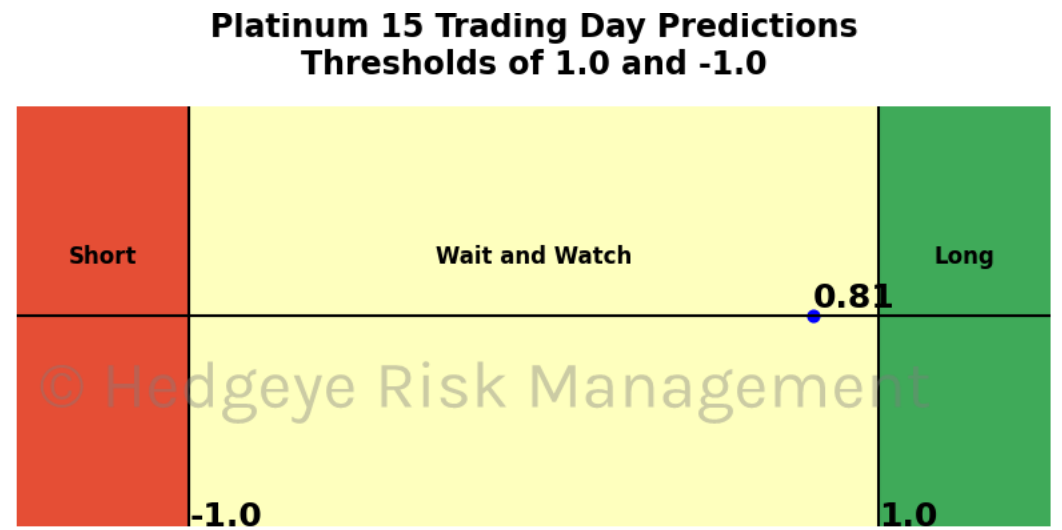 Platinum 15 Trading Day Predictions
Thresholds of 1.0 and -1.0
Short
Wait and Watch
Long
0.81
© Hedgeye Risk Management
-1.0
1.0